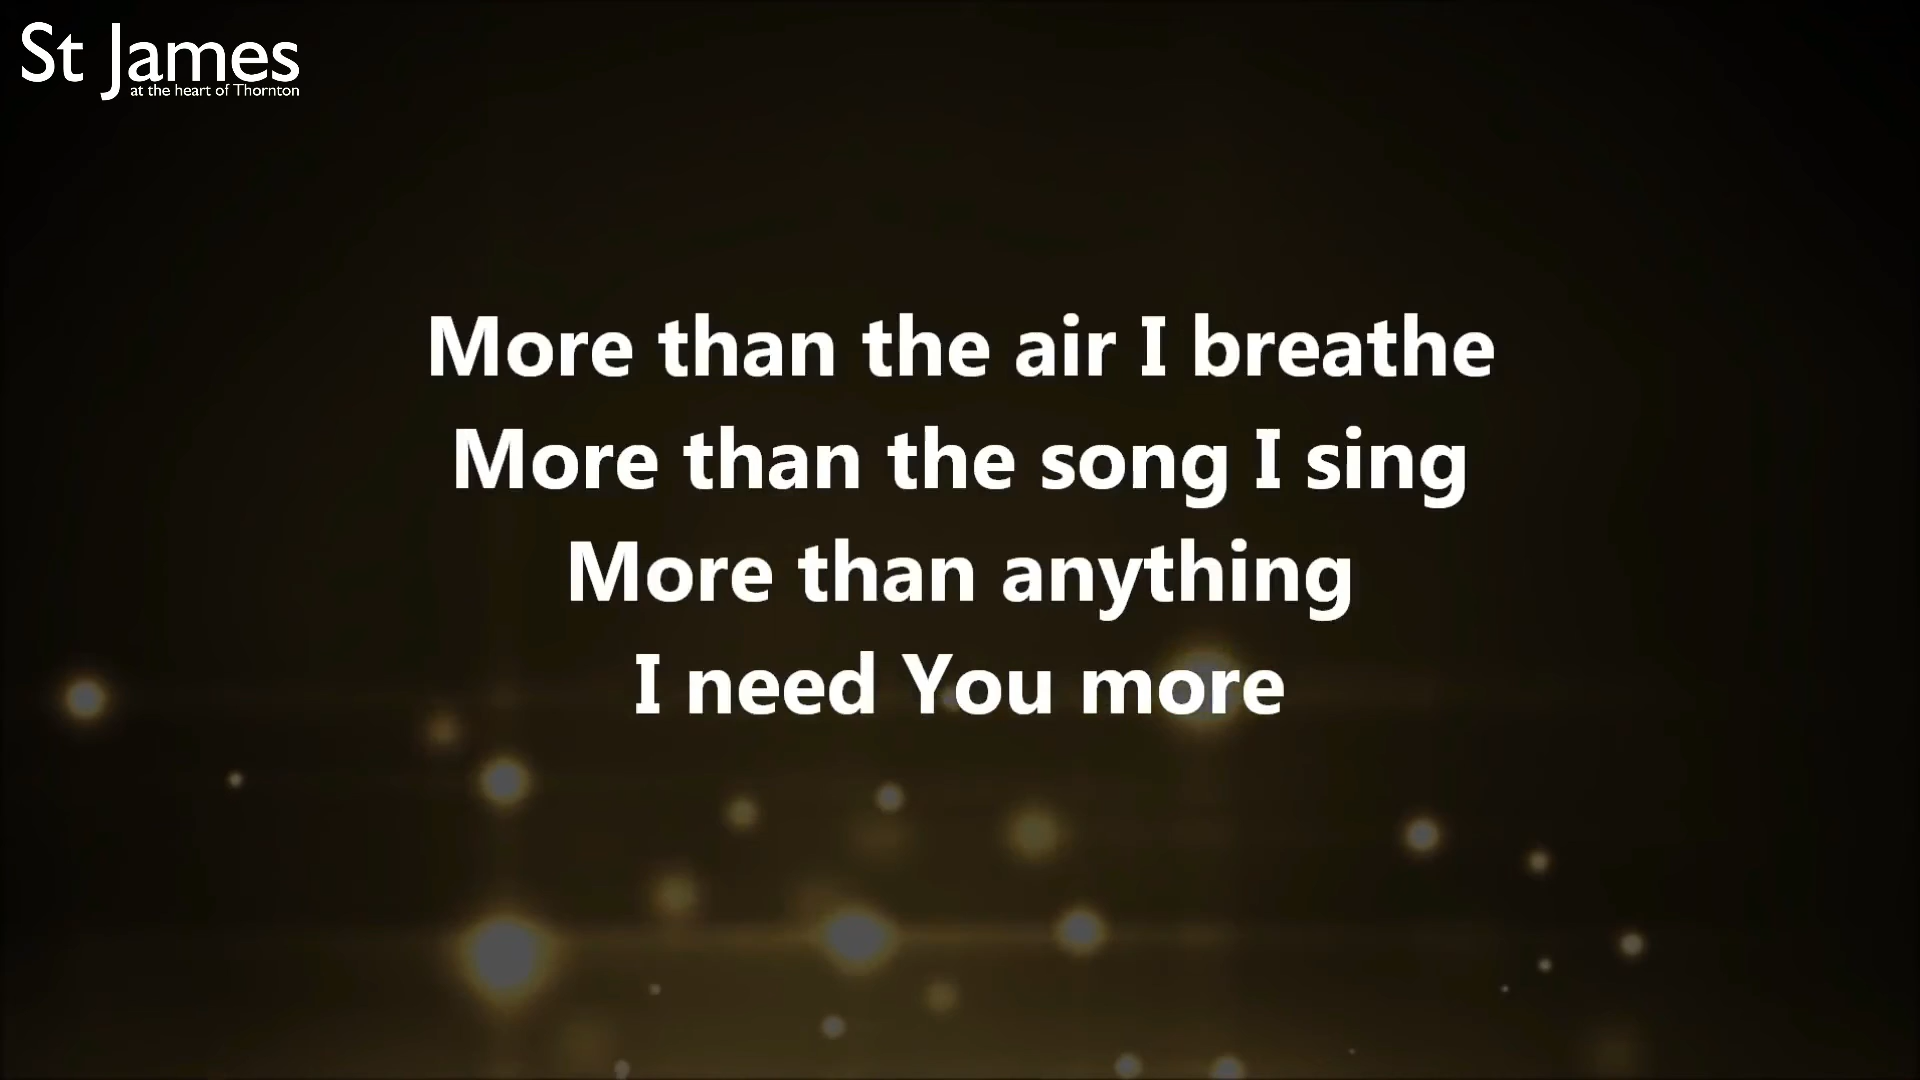 St James
at the heart of Thornton
More than the air I breathe
More than the song I sing
More than anything
I need You more